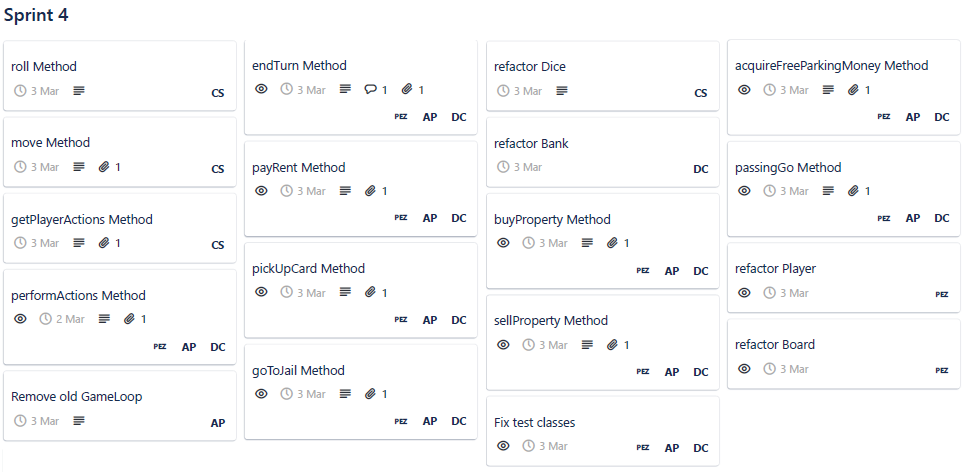 Sprint 4
roll Method
3 Mar
CS
move Method
3 Mar 1
CS
getPlayerActions Method
3 Mar 1
CS
performActions Method
2 Mar 1
PEZ AP DC
Remove old GameLoop
3 Mar
AP
endTurn Method
3 Mar 1 1
PEZ AP DC
payRent Method
3 Mar 1
PEZ AP DC
pickUpCard Method
3 Mar 1
PEZ AP DC
goToJail Method
3 Mar 1
PEZ AP DC
refactor Dice
3 Mar
CS
refactor Bank
3 Mar
DC
buyProperty Method
3 Mar 1
PEZ AP DC
sellProperty Method
3 Mar 1
PEZ AP DC
Fix test classes
3 Mar
PEZ AP DC
acquireFreeParkingMoney Method
3 Mar 1
PEZ AP DC
passingGo Method
3 Mar 1
PEZ AP DC
refactor Player
3 Mar
PEZ
refactor Board
3 Mar
PEZ